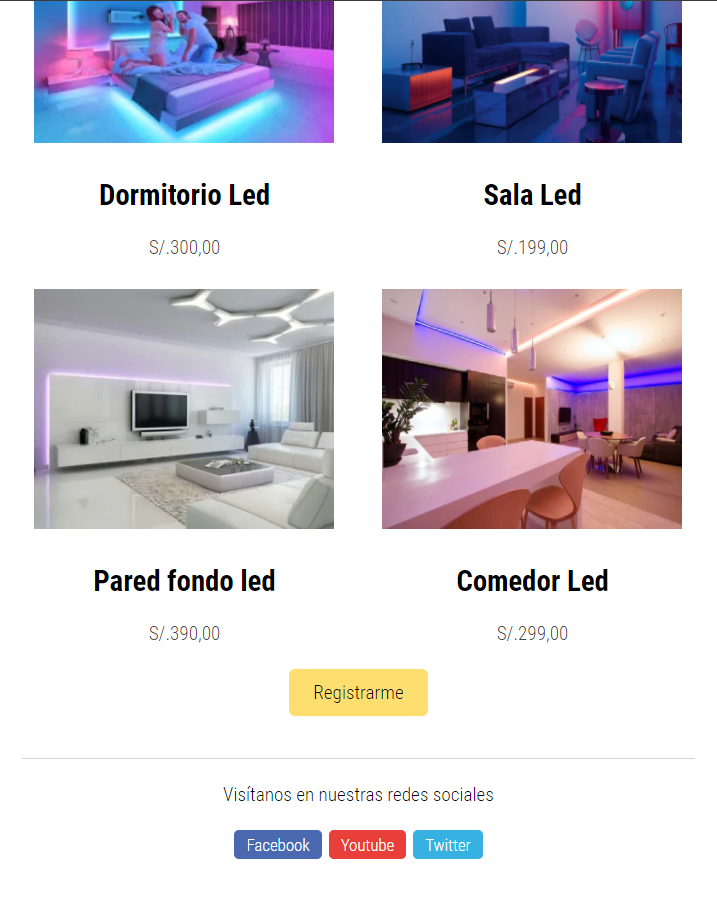 Dormitorio Led
Sala Led
S/.300,00
S/.199,00
Pared fondo led
Comedor Led
S/.390,00
S/.299,00
Registrarme
Visítanos en nuestras redes sociales
Facebook
Youtube
Twitter